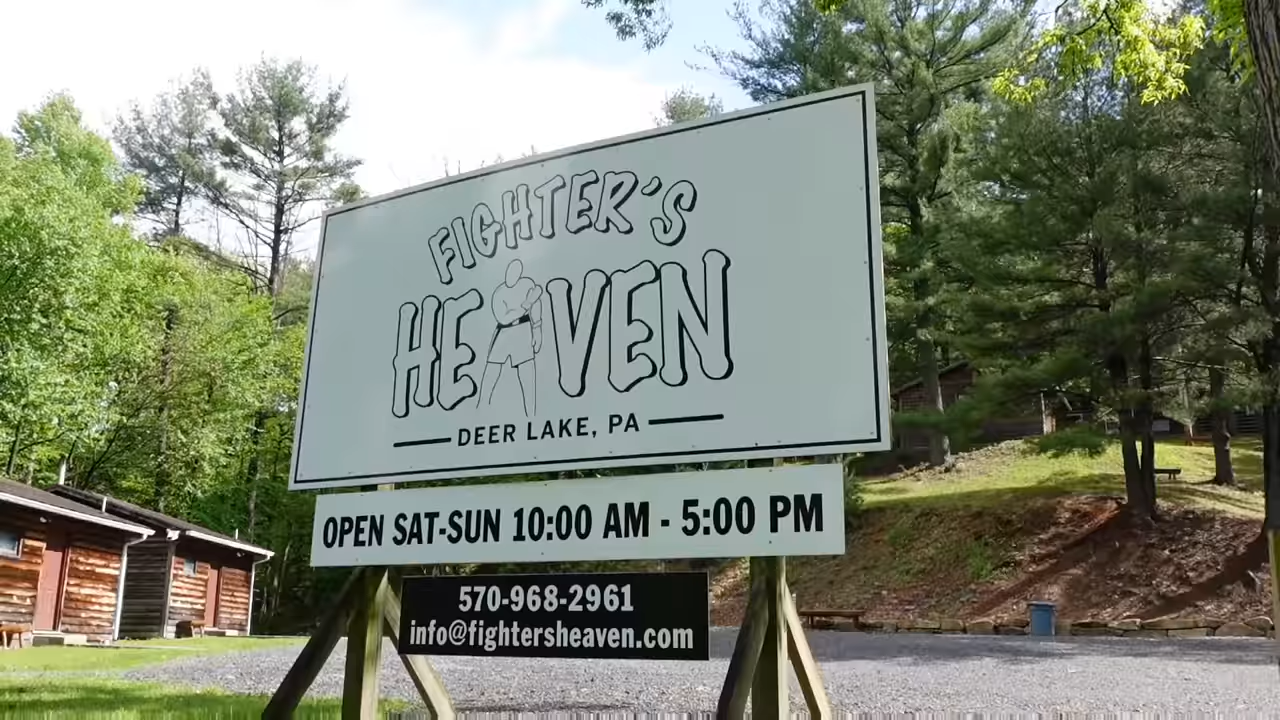 FIGHTER'S
HEAVEN
DEER LAKE, PA
OPEN SAT-SUN 10:00 AM - 5:00 PM
570-968-2961
info@fightersheaven.com